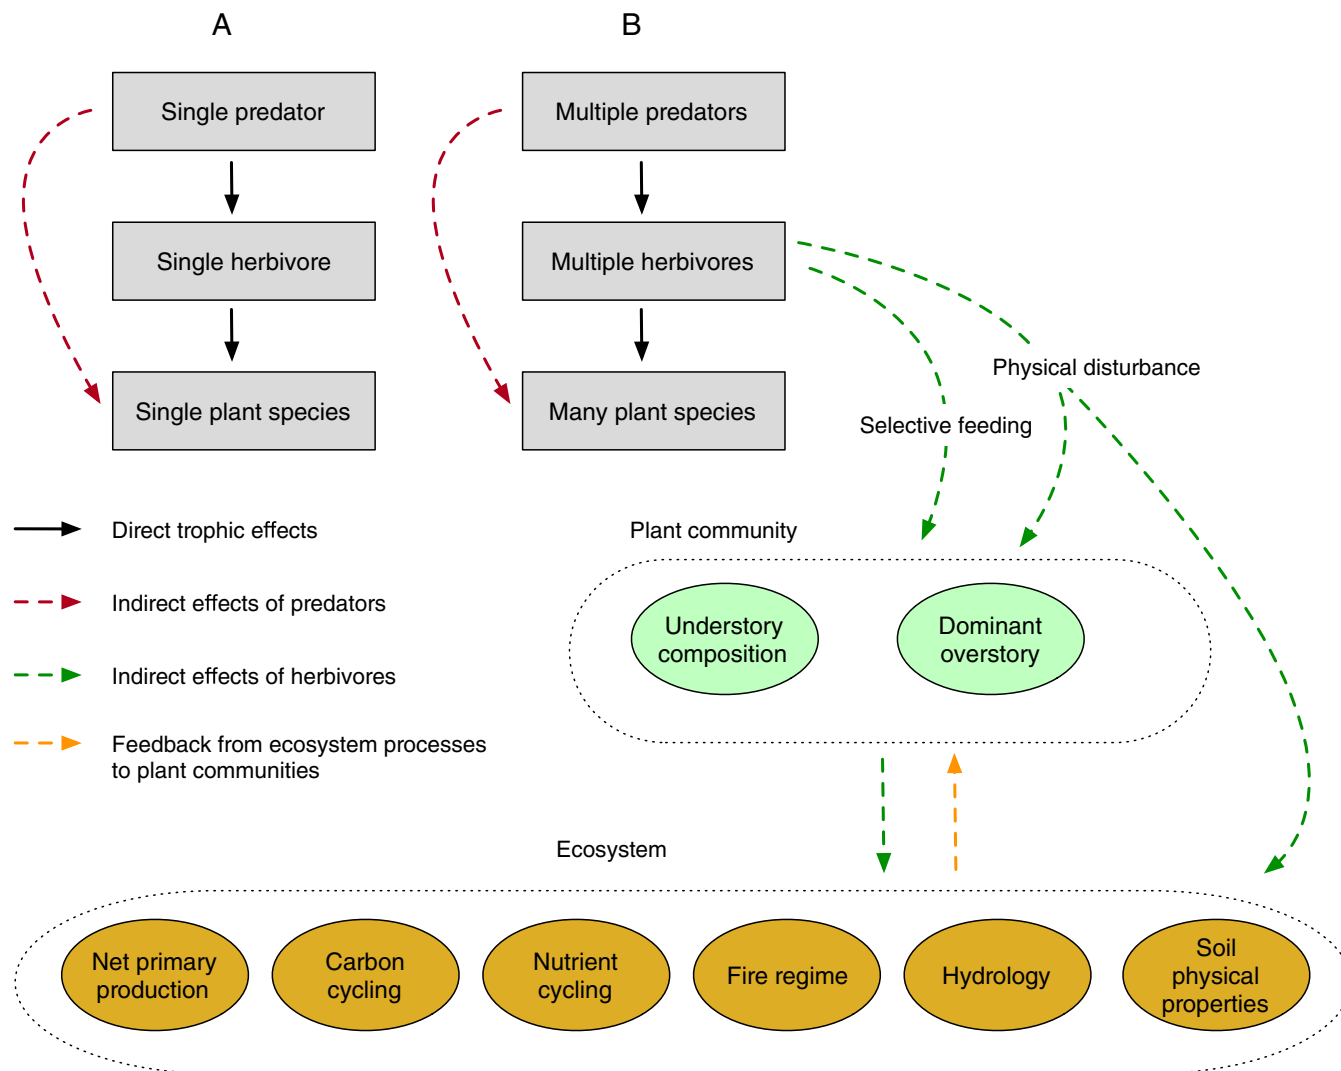 A
B
Single predator
Multiple predators
Single herbivore
Multiple herbivores
Physical disturbance
Single plant species
Many plant species
Selective feeding
Direct trophic effects
Plant community
Indirect effects of predators
Understory
composition
Dominant
overstory
Indirect effects of herbivores
Feedback from ecosystem processes
to plant communities
Ecosystem
Net primary
production
Carbon
cycling
Nutrient
cycling
Fire regime
Hydrology
Soil
physical
properties